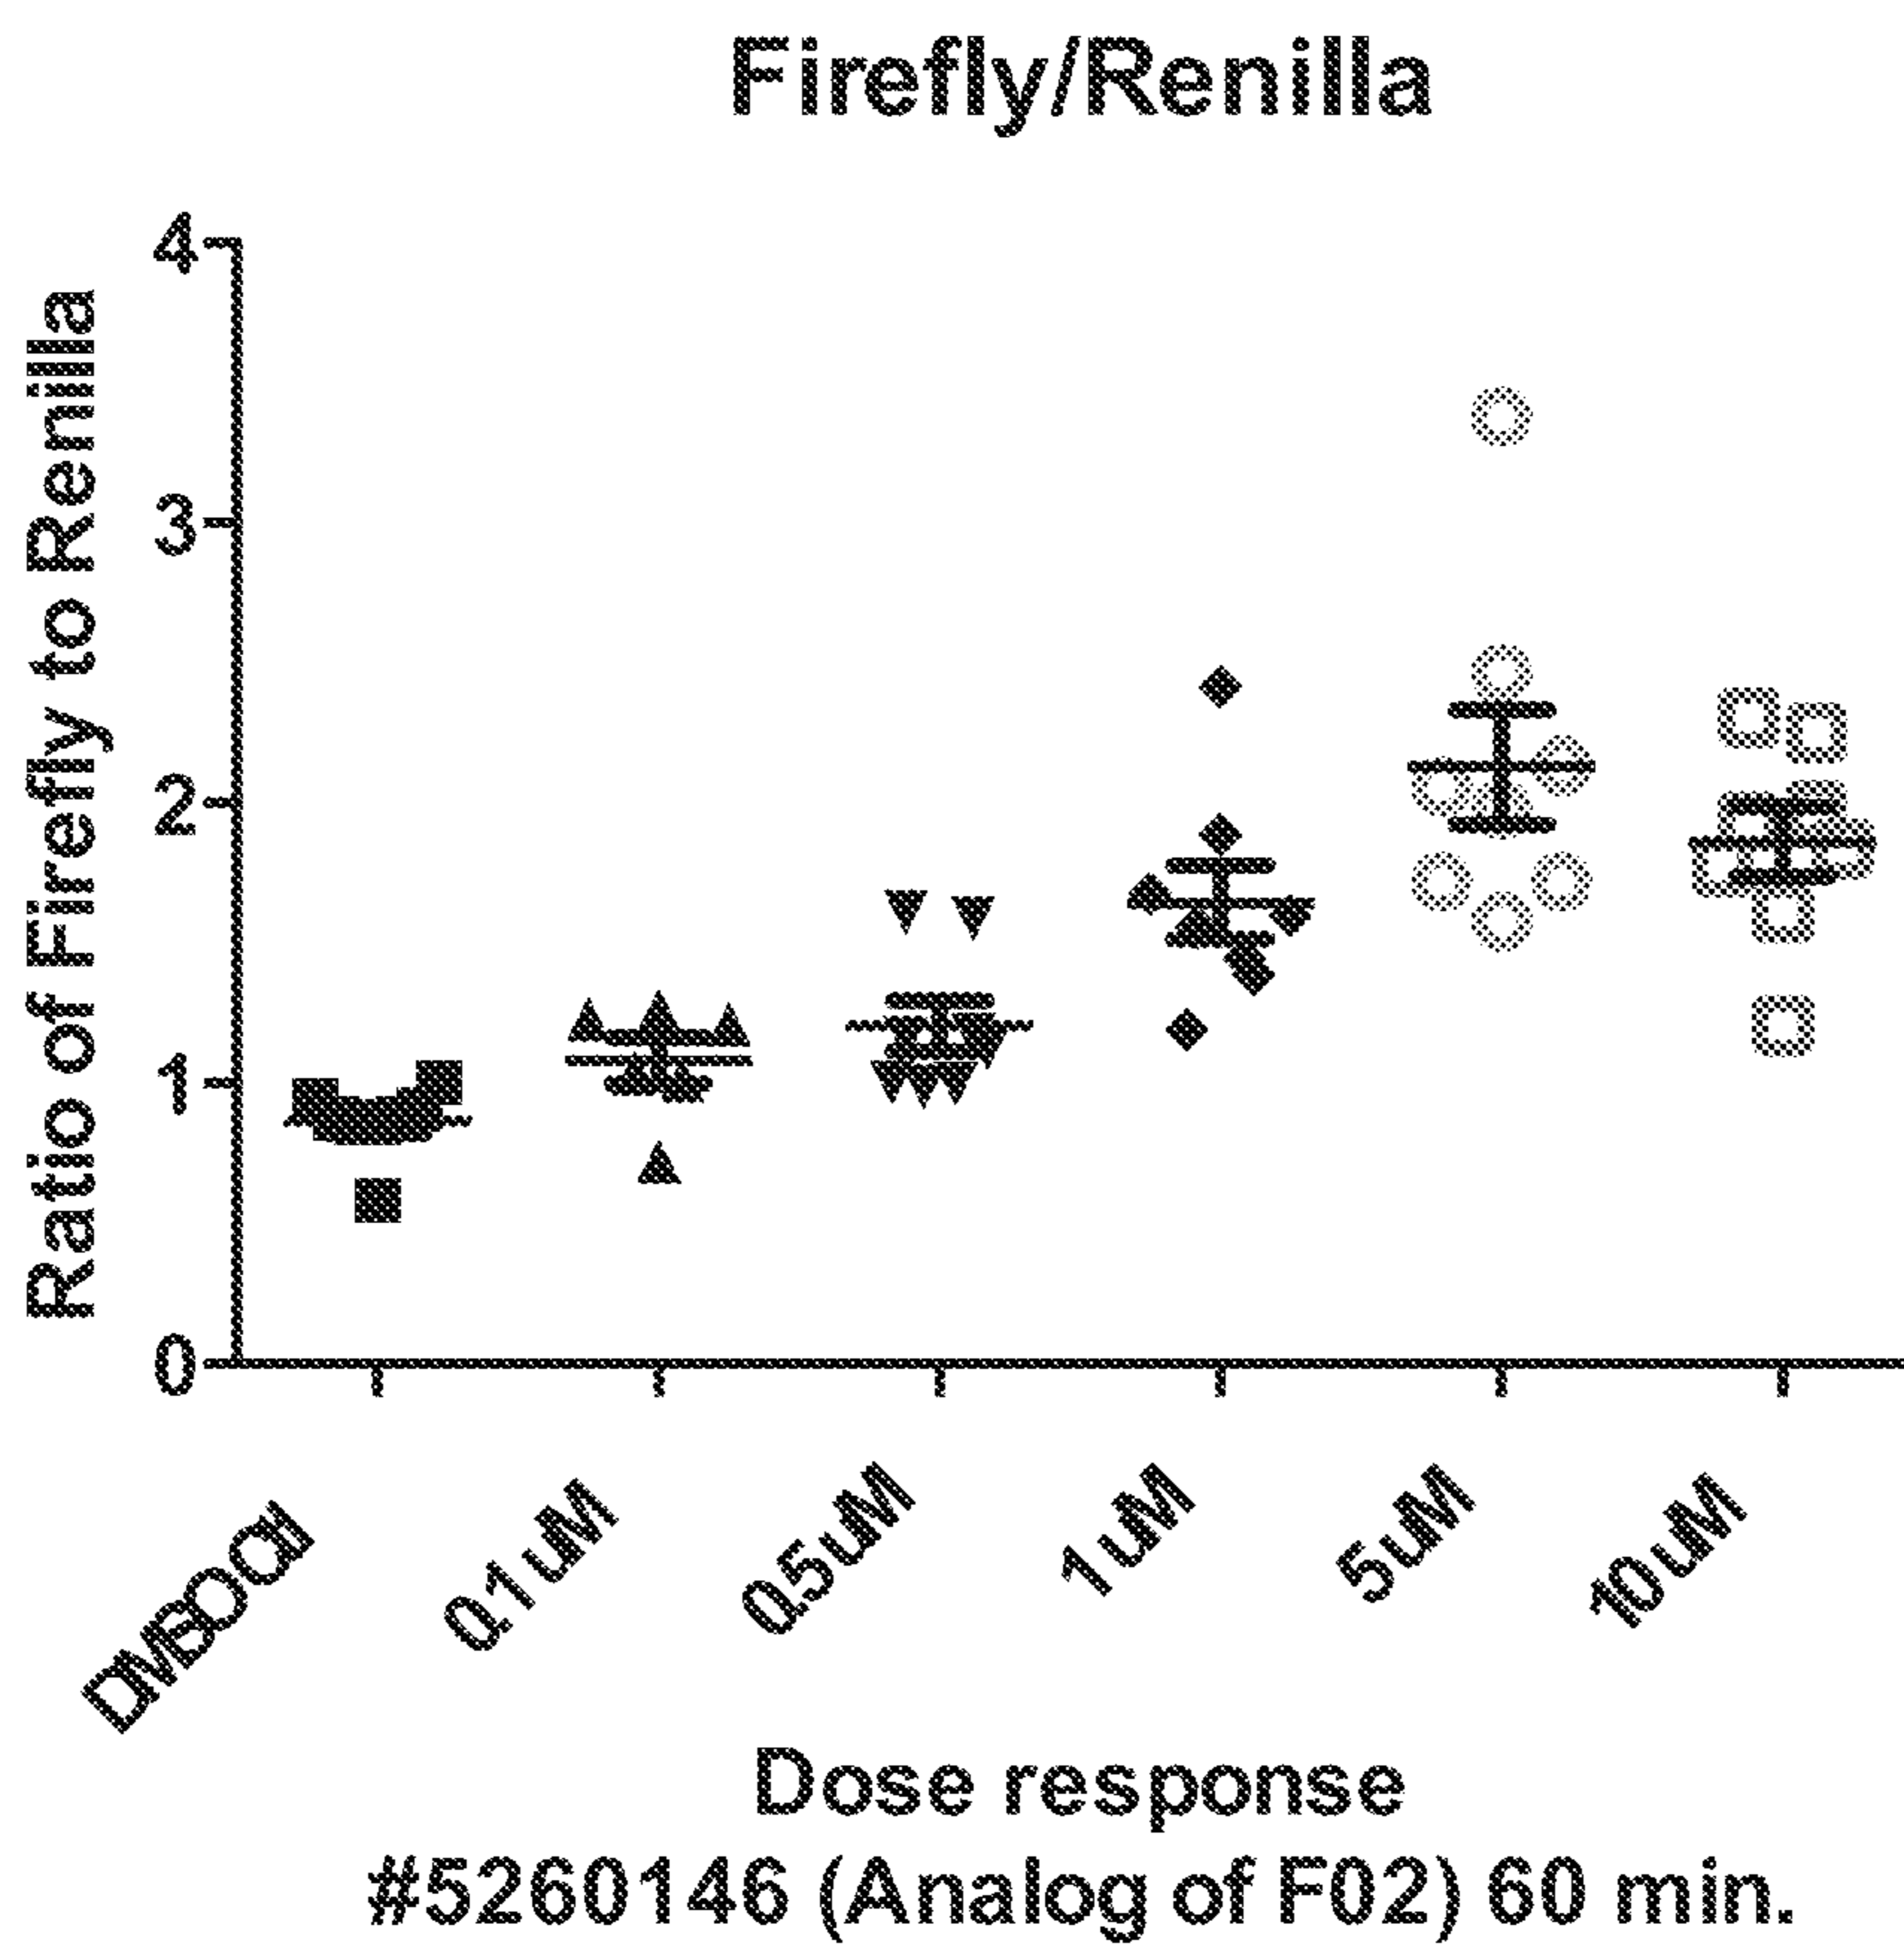 Firefly/Renilla
Ratio of Firefly to Renilla
4
3
2
1
0
0.1uM
0.5uM
1uM
5uM
10uM
Dose response
#5260146 (Analog of F02) 60 min.